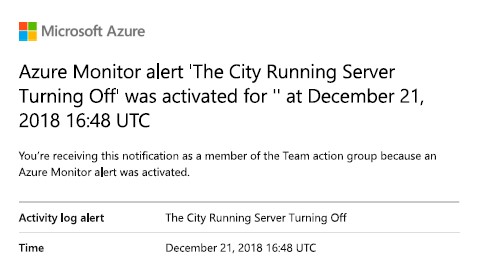 Microsoft Azure
Azure Monitor alert 'The City Running Server
Turning Off' was activated for '' at December 21,
2018 16:48 UTC
You're receiving this notification as a member of the Team action group because an
Azure Monitor alert was activated.
Activity log alert The City Running Server Turning Off
Time December 21, 2018 16:48 UTC